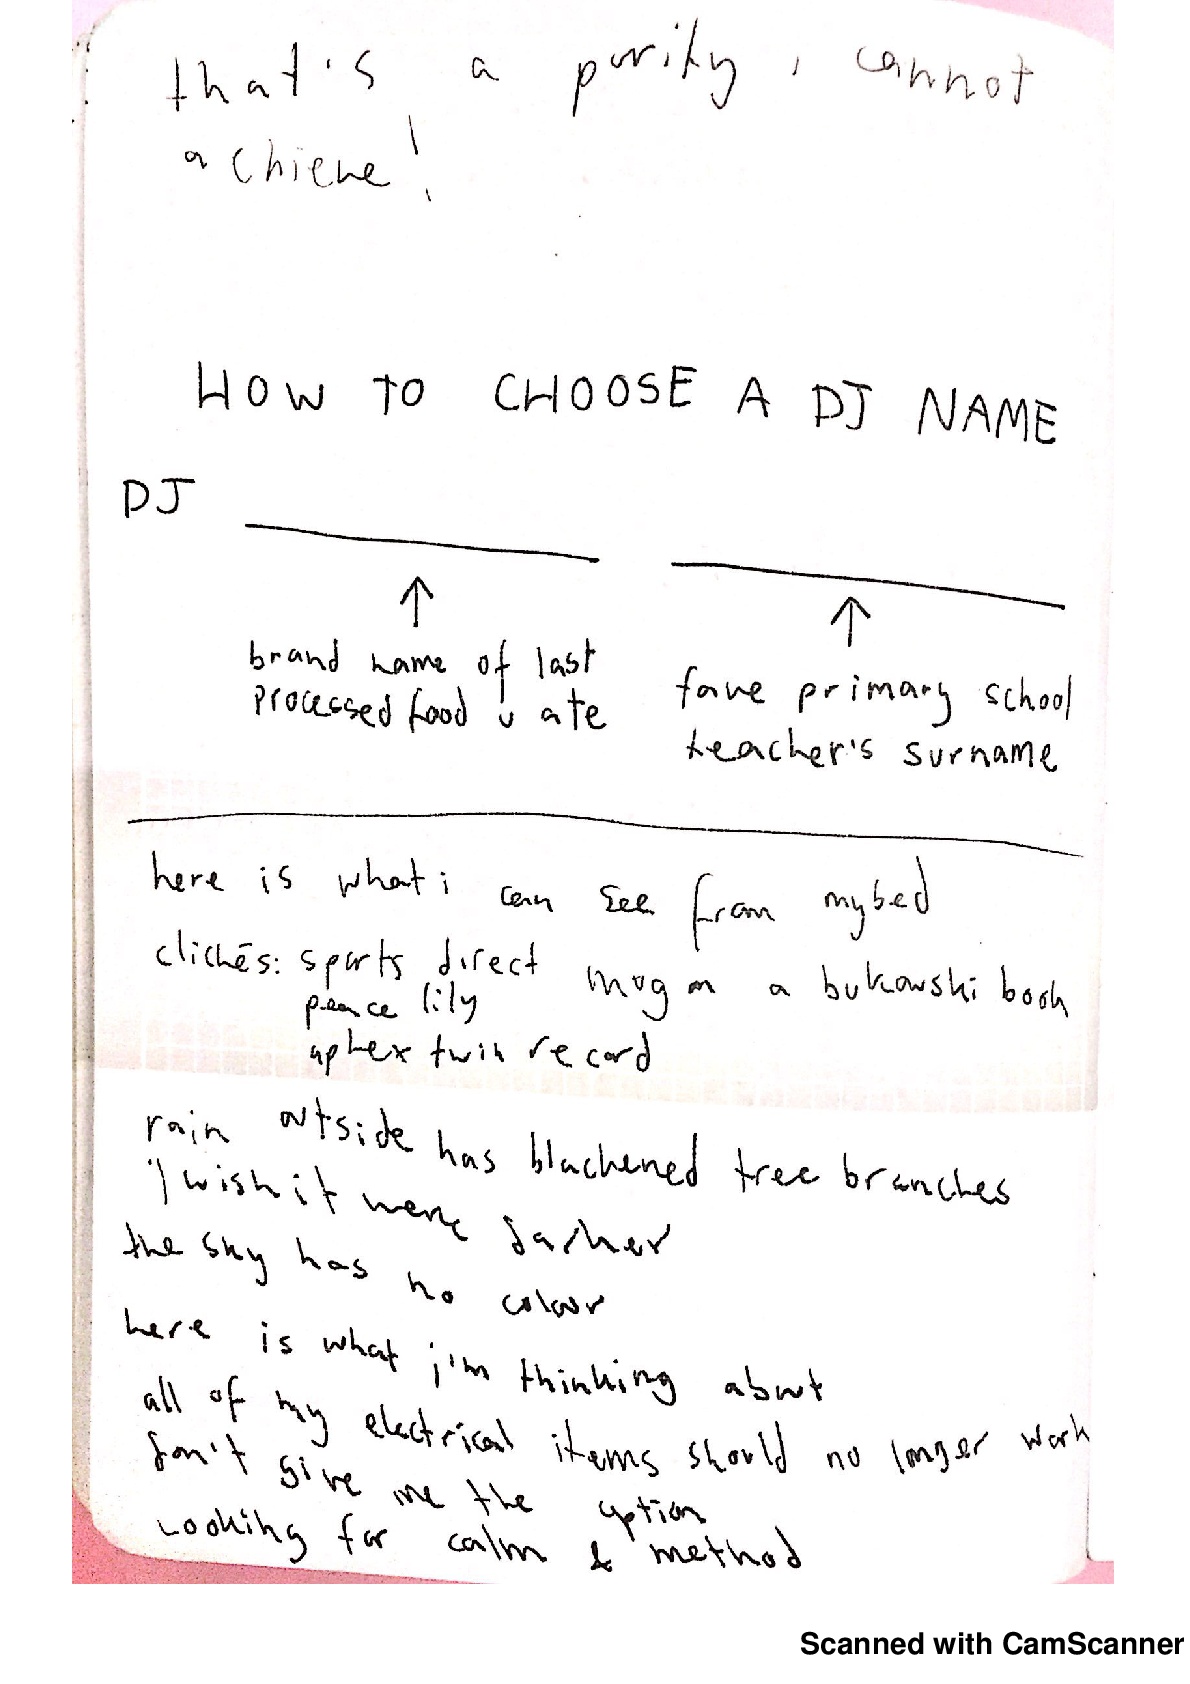 that's a purity i cannot
achieve!
HOW TO CHOOSE A DJ NAME
DJ
brand name of last
processed food u ate
fave primary school
teacher's surname
here is what i can see from my bed
clichés: sports direct mug on a bukowski book
peace lily
aphex twin record
rain outside has blackened tree branches
I wish it were darker
the sky has no colour
here is what i'm thinking about
all of my electrical items should no longer work
don't give me the option
looking for calm & method
Scanned with CamScanner